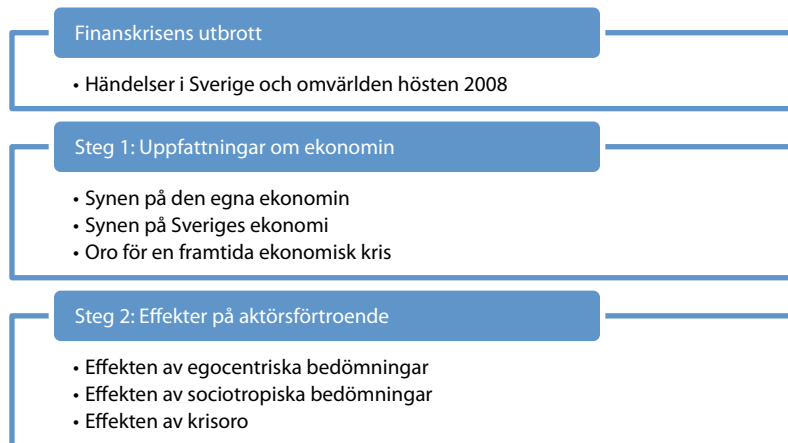 Finanskrisens utbrott
• Händelser i Sverige och omvärlden hösten 2008
Steg 1: Uppfattningar om ekonomin
• Synen på den egna ekonomin
• Synen på Sveriges ekonomi
• Oro för en framtida ekonomisk kris
Steg 2: Effekter på aktörsförtroende
• Effekten av egocentriska bedömningar
• Effekten av sociotropiska bedömningar
• Effekten av krisoro